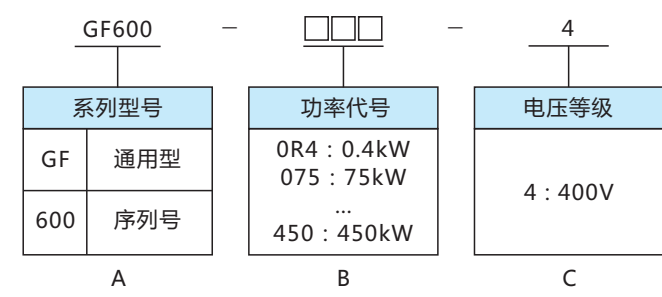 GF600 － □□□ － 4
系列型号
GF 通用型
600 序列号
A
功率代号
0R4：0.4kW
075：75kW
...
450：450kW
B
电压等级
4：400V
C